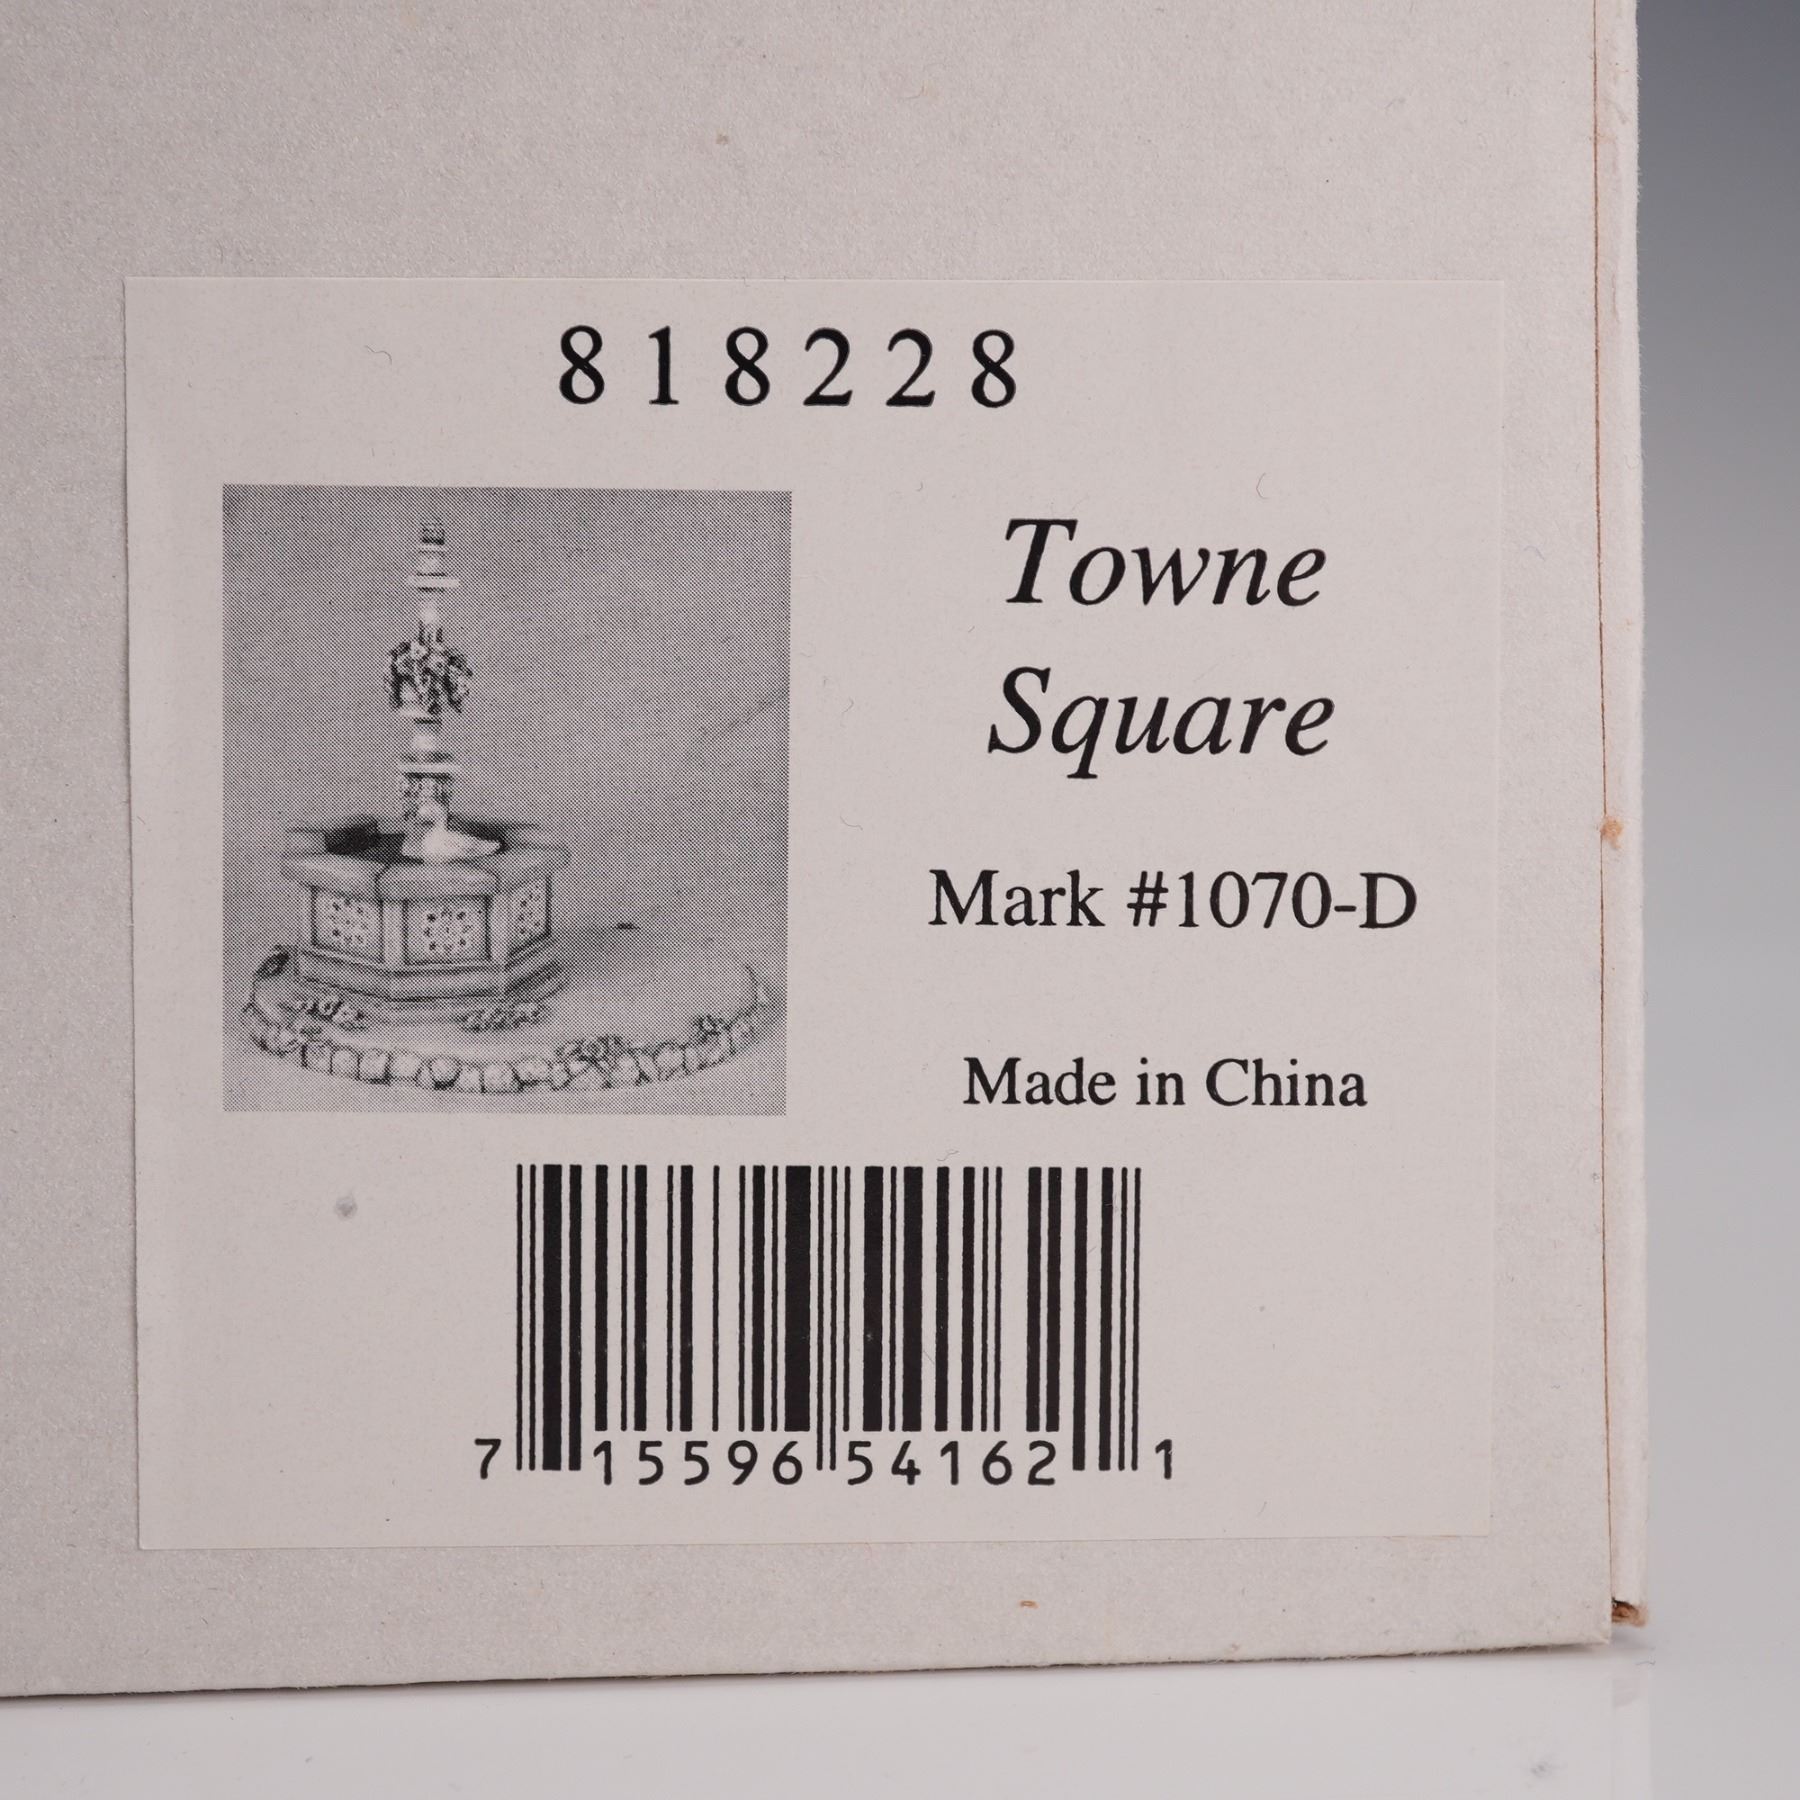 818228
Towne
Square
Mark #1070-D
Made in China
7 15596 54162 1